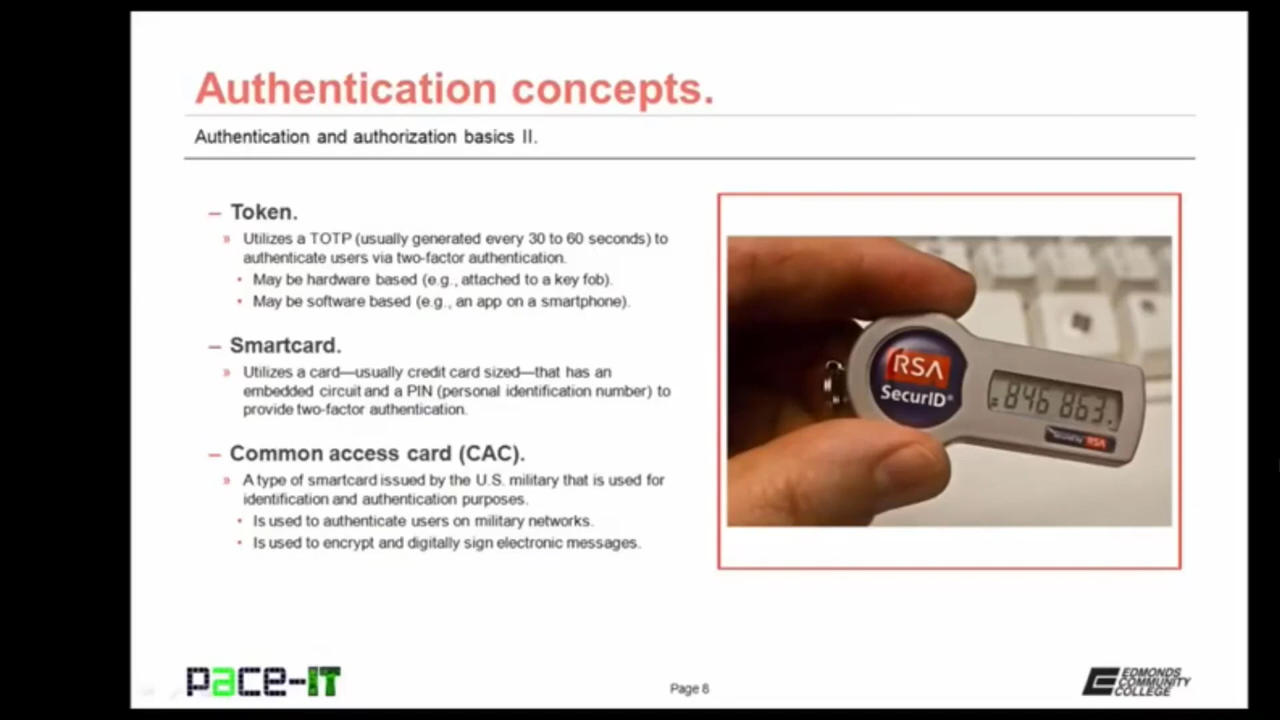 Authentication concepts.
Authentication and authorization basics II.
– Token.
» Utilizes a TOTP (usually generated every 30 to 60 seconds) to
authenticate users via two-factor authentication.
• May be hardware based (e.g., attached to a key fob).
• May be software based (e.g., an app on a smartphone).
– Smartcard.
» Utilizes a card—usually credit card sized—that has an
embedded circuit and a PIN (personal identification number) to
provide two-factor authentication.
– Common access card (CAC).
» A type of smartcard issued by the U.S. military that is used for
identification and authentication purposes.
• Is used to authenticate users on military networks.
• Is used to encrypt and digitally sign electronic messages.
RSA
SecurID®
846 863
RSA
pace-IT
Page 8
EDMONDS
COMMUNITY
COLLEGE